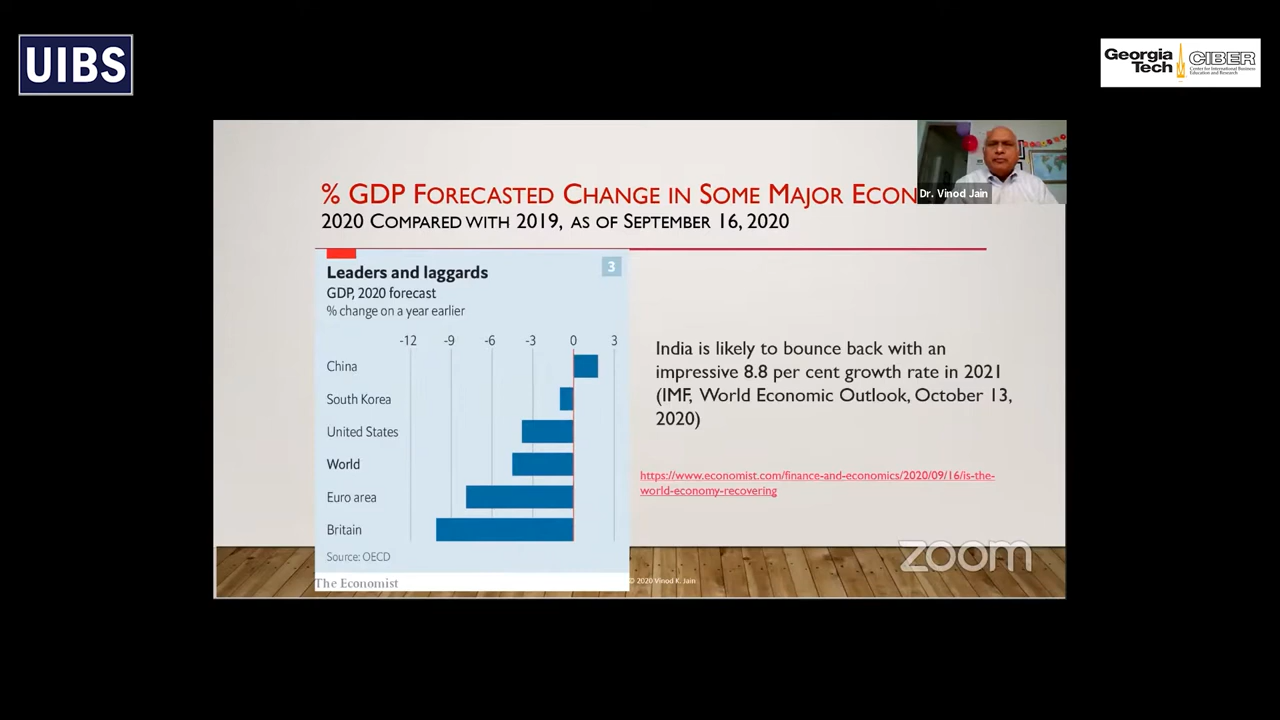 UIBS
Georgia
Tech
CIBER
Center for International Business
Education and Research
Dr. Vinod Jain
% GDP FORECASTED CHANGE IN SOME MAJOR ECON
2020 COMPARED WITH 2019, AS OF SEPTEMBER 16, 2020
Leaders and laggards
3
GDP, 2020 forecast
% change on a year earlier
-12 -9 -6 -3 0 3
China
South Korea
United States
World
Euro area
Britain
Source: OECD
The Economist
India is likely to bounce back with an
impressive 8.8 per cent growth rate in 2021
(IMF, World Economic Outlook, October 13,
2020)
https://www.economist.com/finance-and-economics/2020/09/16/is-the-
world-economy-recovering
© 2020 Vinod K. Jain
zoom